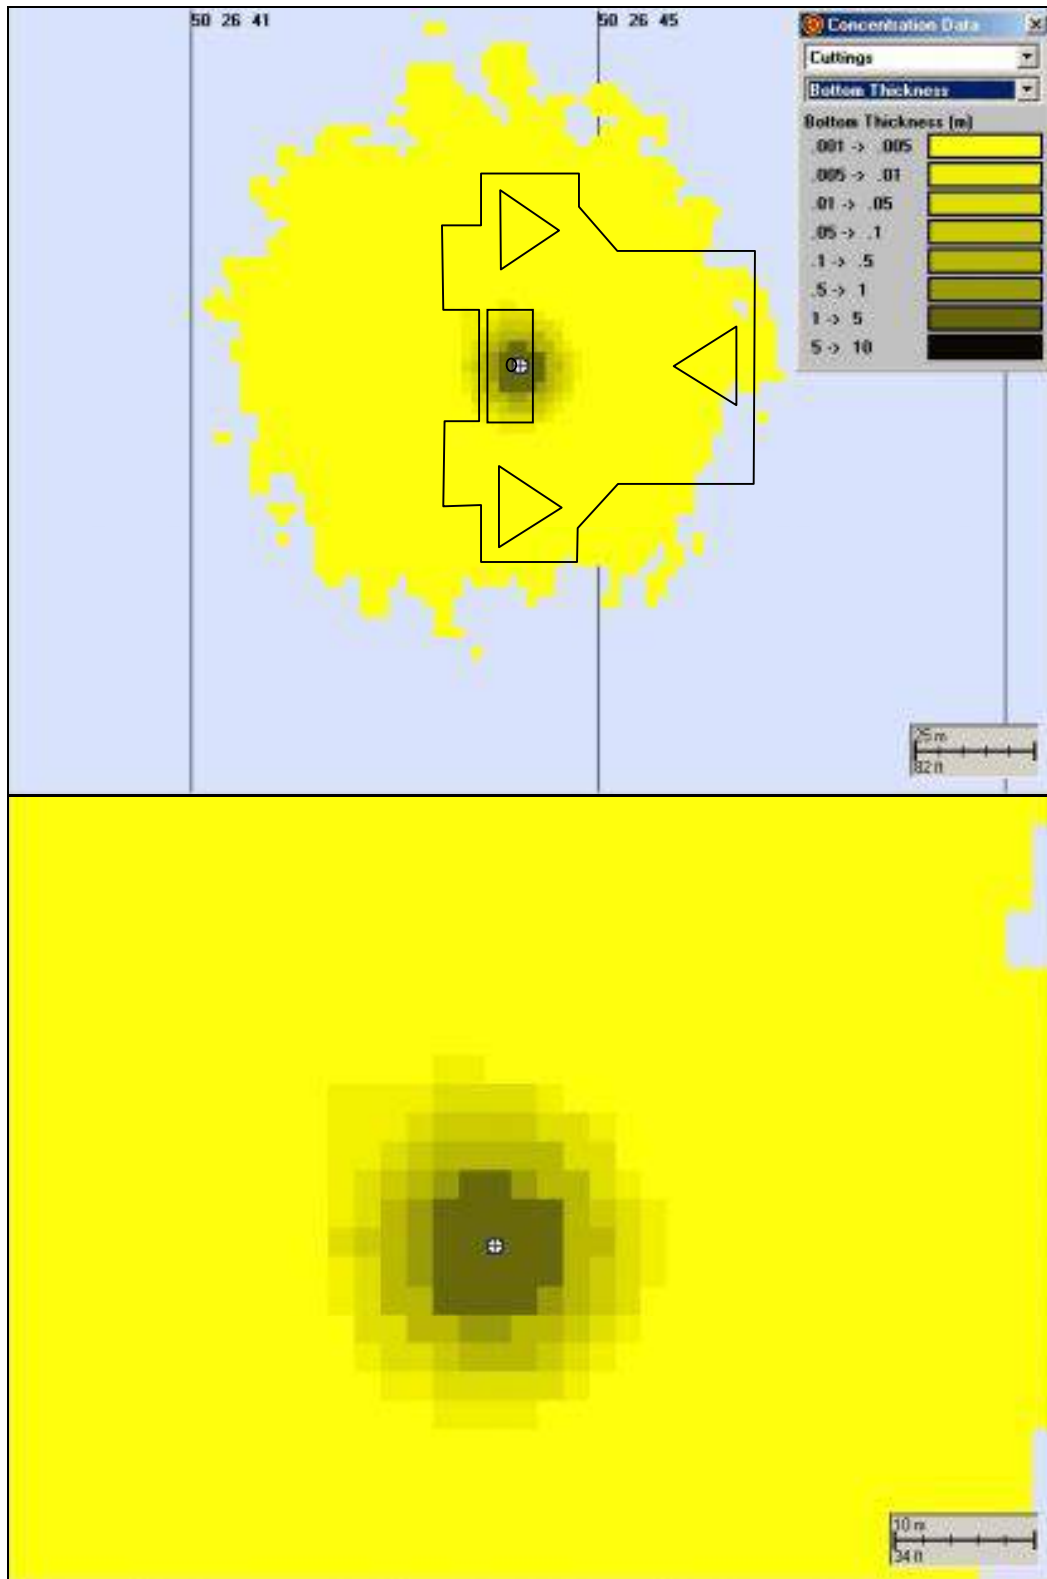 50 26 41
50 26 45
Concentration Data
Cuttings
Bottom Thickness
Bottom Thickness (m)
.001 -> .005
.005 -> .01
.01 -> .05
.05 -> .1
.1 -> .5
.5 -> 1
1 -> 5
5 -> 10
25 m
82 ft
10 m
34 ft